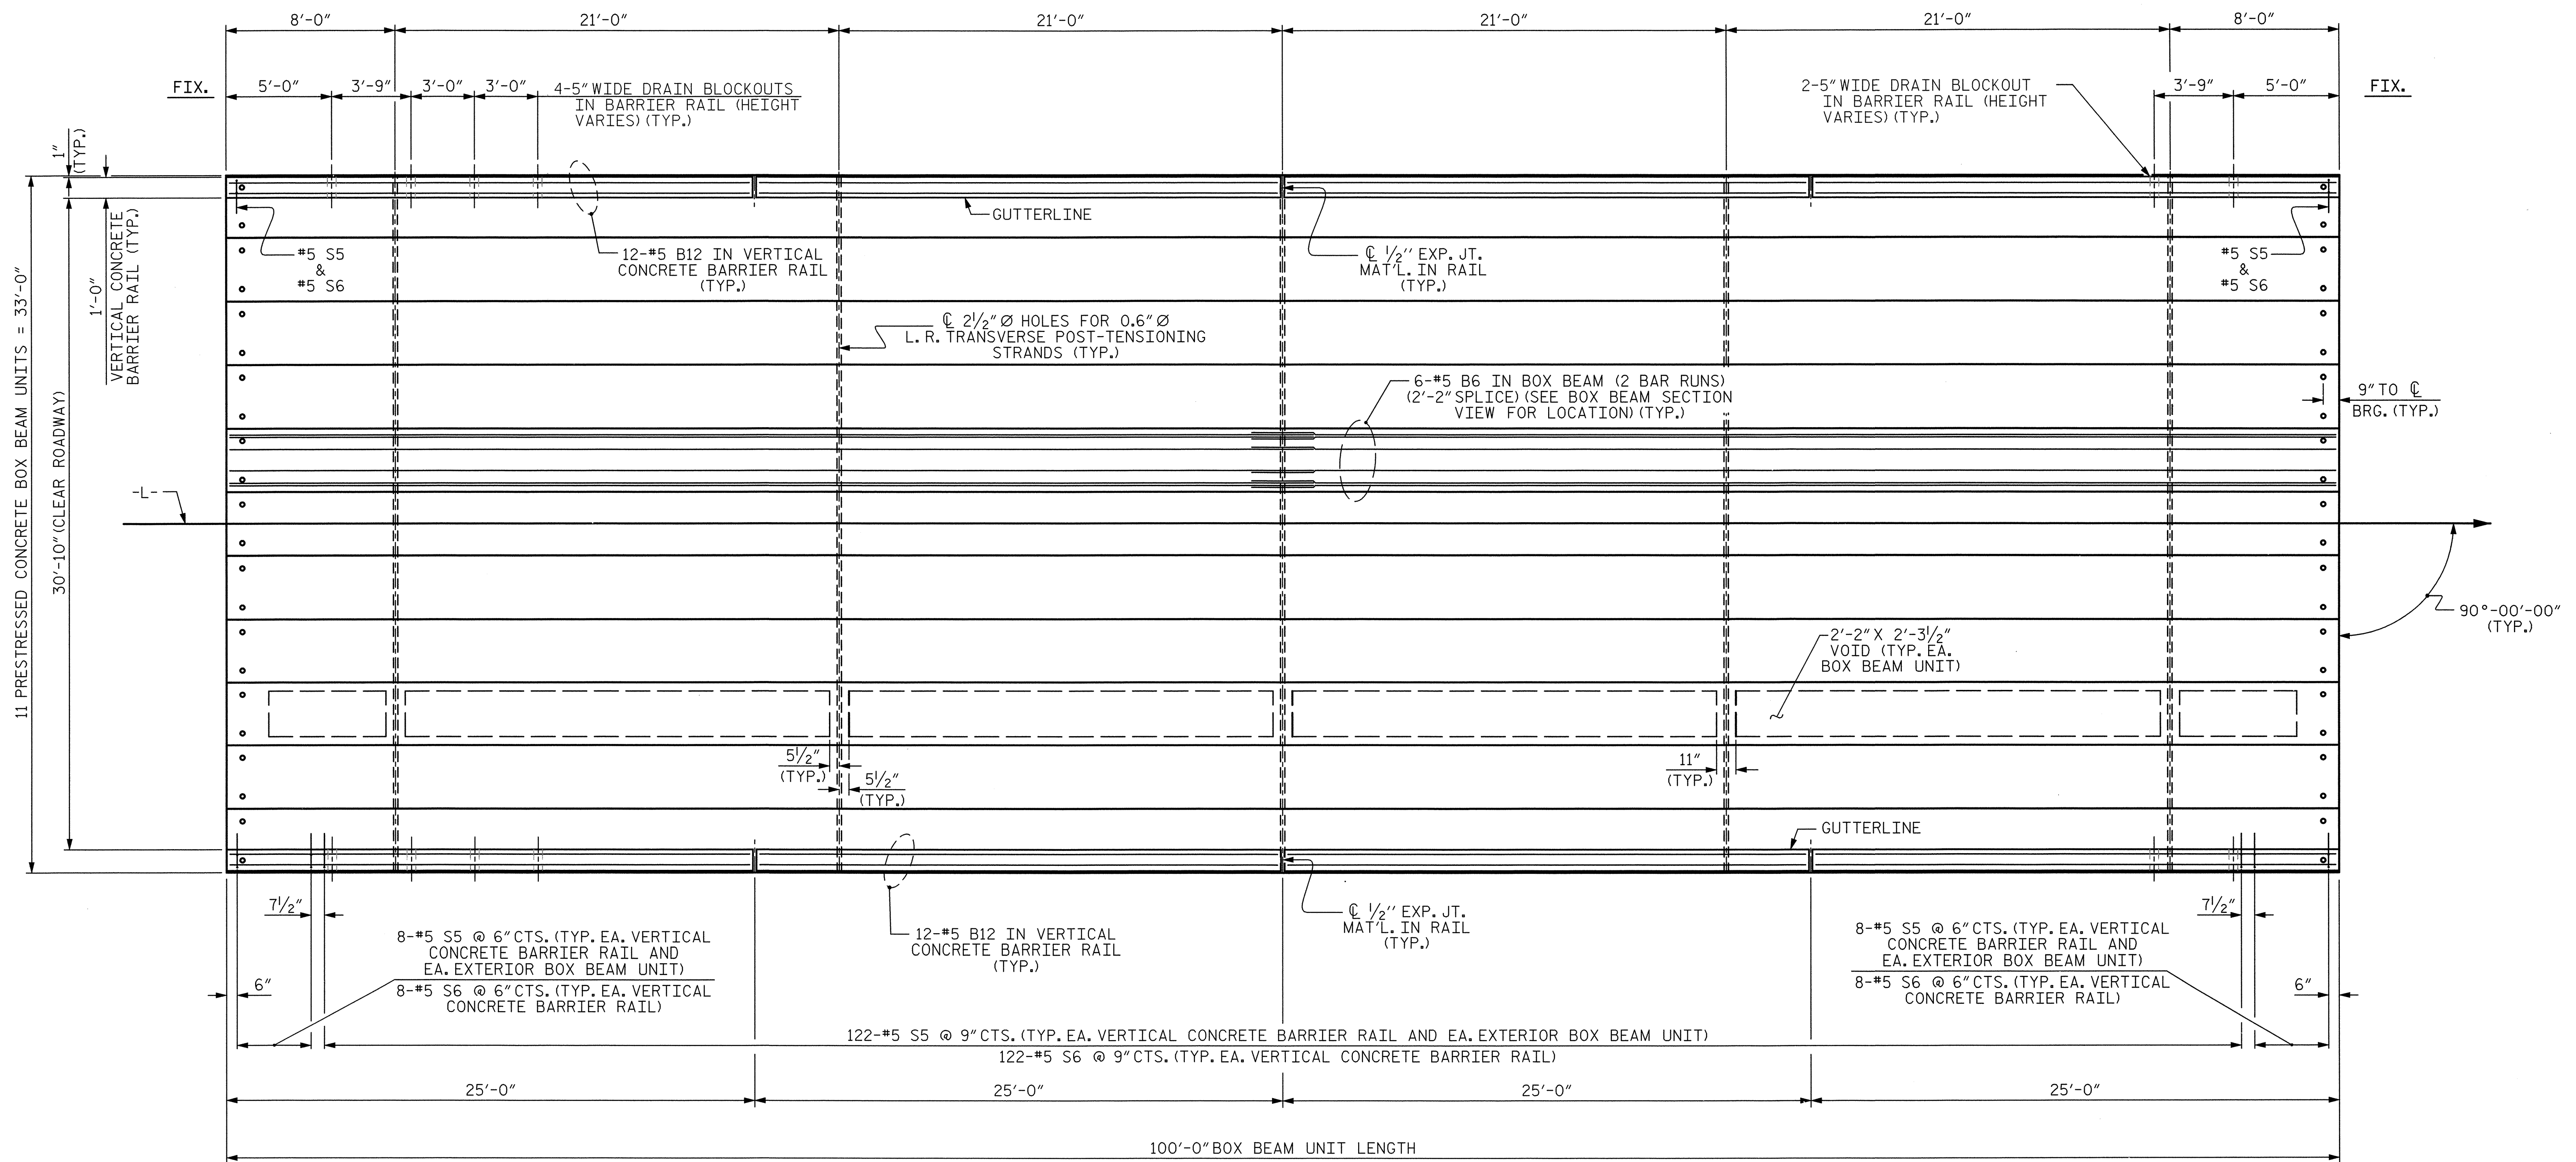 8'-0"
21'-0"
21'-0"
21'-0"
21'-0"
8'-0"
FIX.
5'-0"
3'-9"
3'-0"
3'-0"
4-5" WIDE DRAIN BLOCKOUTS
IN BARRIER RAIL (HEIGHT
VARIES) (TYP.)
2-5" WIDE DRAIN BLOCKOUT
IN BARRIER RAIL (HEIGHT
VARIES) (TYP.)
3'-9"
5'-0"
FIX.
1"
(TYP.)
1'-0"
VERTICAL CONCRETE
BARRIER RAIL (TYP.)
11 PRESTRESSED CONCRETE BOX BEAM UNITS = 33'-0"
30'-10" (CLEAR ROADWAY)
#5 S5
&
#5 S6
12-#5 B12 IN VERTICAL
CONCRETE BARRIER RAIL
(TYP.)
GUTTERLINE
℄ 1/2'' EXP. JT.
MAT'L. IN RAIL
(TYP.)
#5 S5
&
#5 S6
℄ 2 1/2" Ø HOLES FOR 0.6" Ø
L. R. TRANSVERSE POST-TENSIONING
STRANDS (TYP.)
6-#5 B6 IN BOX BEAM (2 BAR RUNS)
(2'-2" SPLICE) (SEE BOX BEAM SECTION
VIEW FOR LOCATION) (TYP.)
9" TO ℄
BRG. (TYP.)
-L-
90°-00'-00"
(TYP.)
2'-2" X 2'-3 1/2"
VOID (TYP. EA.
BOX BEAM UNIT)
5 1/2"
(TYP.)
5 1/2"
(TYP.)
11"
(TYP.)
GUTTERLINE
7 1/2"
8-#5 S5 @ 6" CTS. (TYP. EA. VERTICAL
CONCRETE BARRIER RAIL AND
EA. EXTERIOR BOX BEAM UNIT)
8-#5 S6 @ 6" CTS. (TYP. EA. VERTICAL
CONCRETE BARRIER RAIL)
6"
12-#5 B12 IN VERTICAL
CONCRETE BARRIER RAIL
(TYP.)
℄ 1/2'' EXP. JT.
MAT'L. IN RAIL
(TYP.)
7 1/2"
8-#5 S5 @ 6" CTS. (TYP. EA. VERTICAL
CONCRETE BARRIER RAIL AND
EA. EXTERIOR BOX BEAM UNIT)
8-#5 S6 @ 6" CTS. (TYP. EA. VERTICAL
CONCRETE BARRIER RAIL)
6"
122-#5 S5 @ 9" CTS. (TYP. EA. VERTICAL CONCRETE BARRIER RAIL AND EA. EXTERIOR BOX BEAM UNIT)
122-#5 S6 @ 9" CTS. (TYP. EA. VERTICAL CONCRETE BARRIER RAIL)
25'-0"
25'-0"
25'-0"
25'-0"
100'-0" BOX BEAM UNIT LENGTH